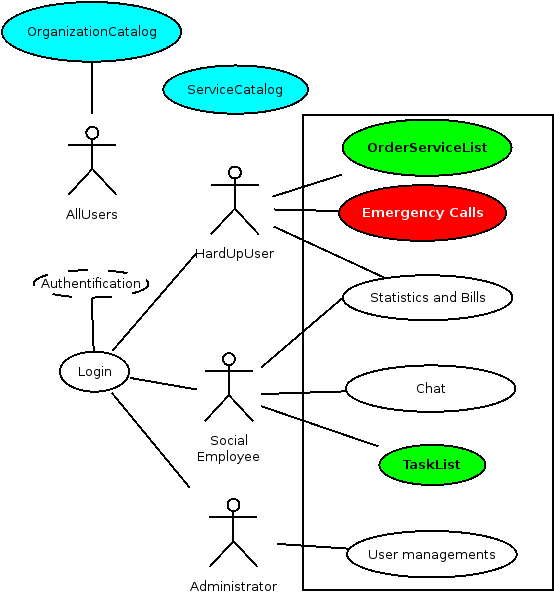 OrganizationCatalog
ServiceCatalog
OrderServiceList
AllUsers
Emergency Calls
HardUpUser
Authentification
Statistics and Bills
Login
Chat
Social
Employee
TaskList
User managements
Administrator